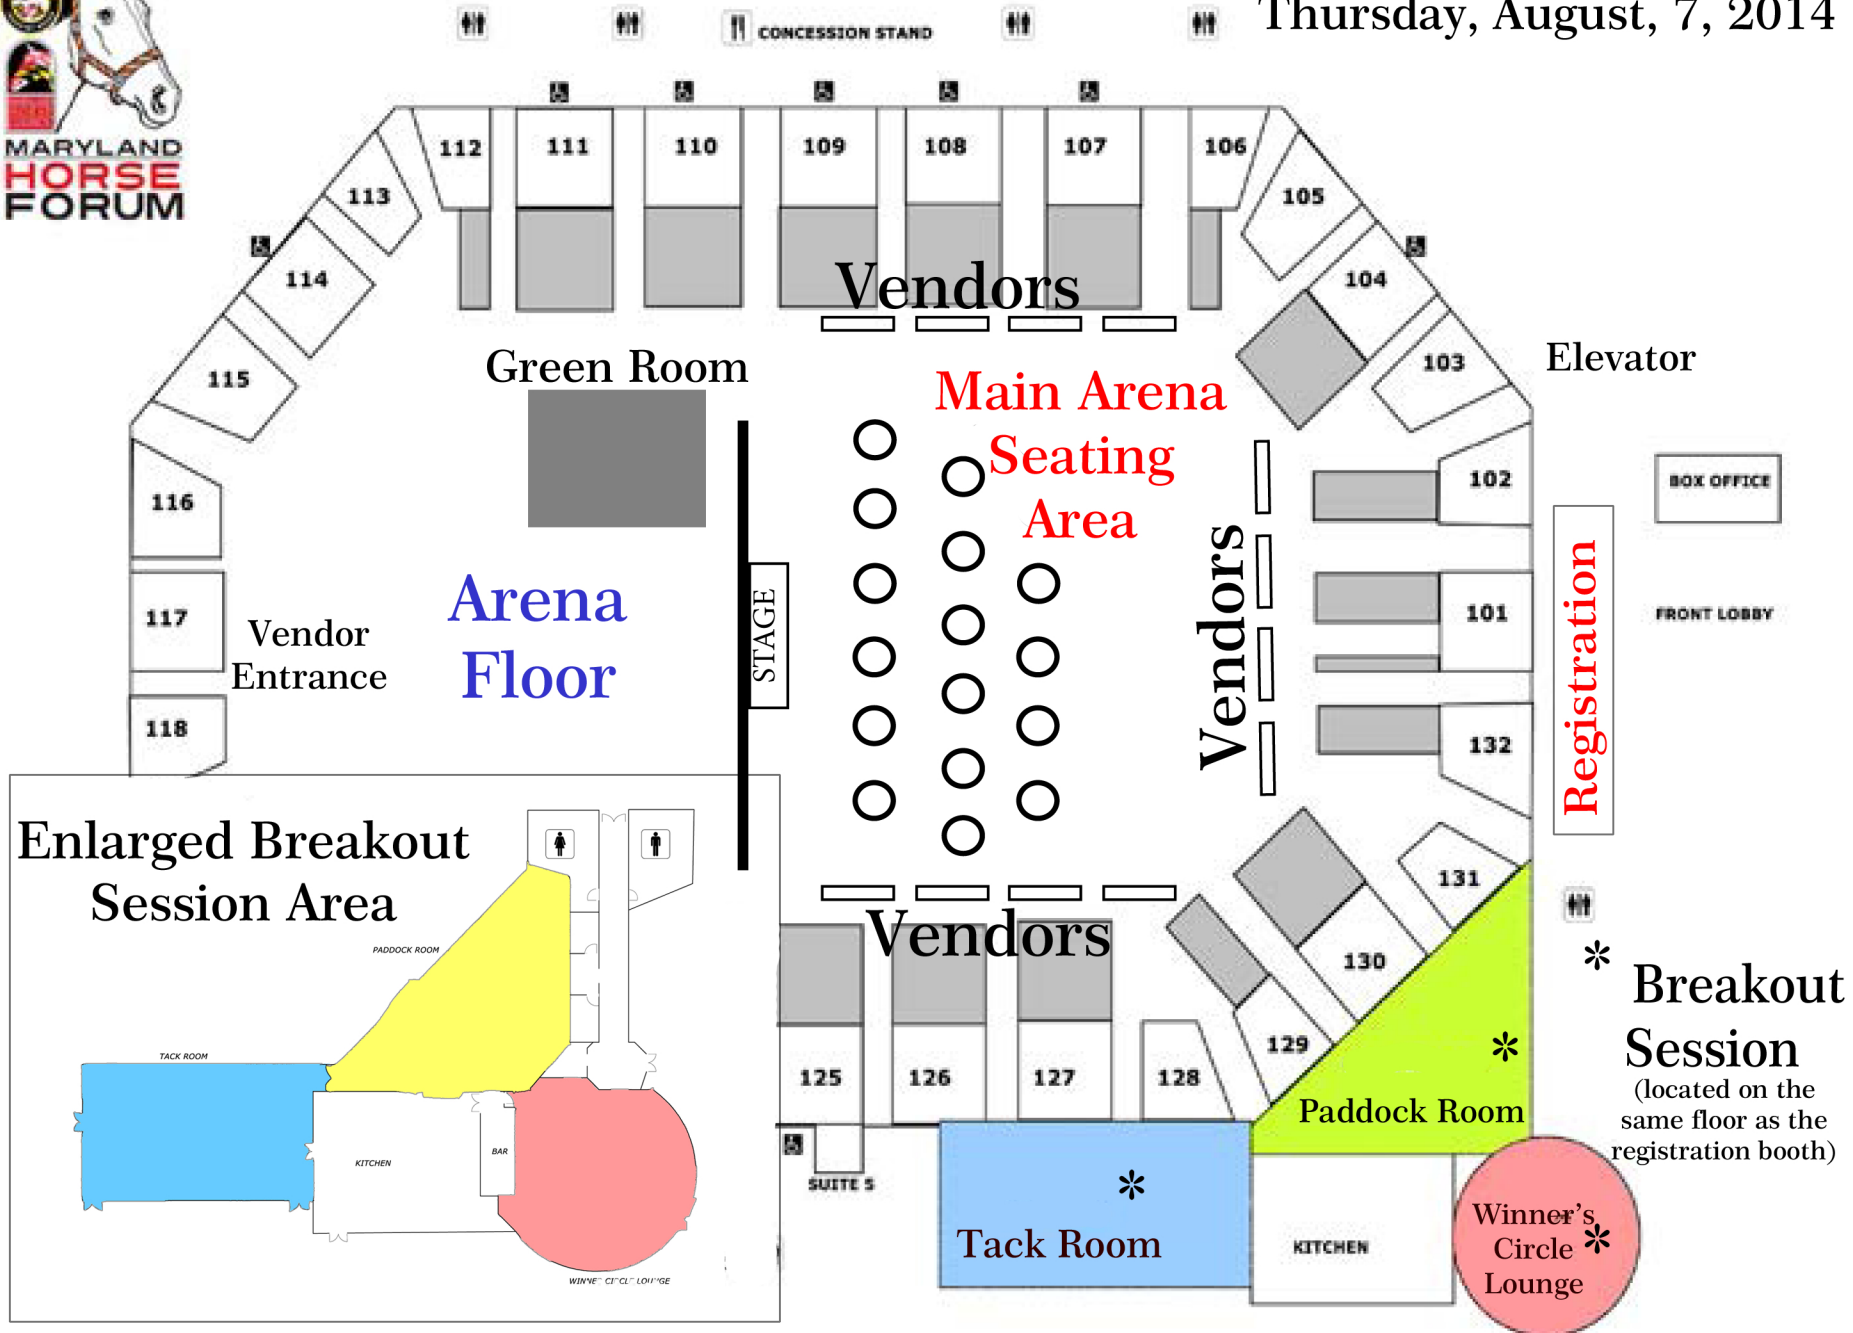 Thursday, August, 7, 2014
CONCESSION STAND
MARYLAND
HORSE
FORUM
112
111
110
109
108
107
106
113
105
114
104
115
103
Vendors
Green Room
Elevator
Main Arena
Seating
Area
116
102
BOX OFFICE
Arena
Floor
117
Vendor
Entrance
STAGE
Vendors
101
Registration
FRONT LOBBY
118
132
Enlarged Breakout
Session Area
PADDOCK ROOM
TACK ROOM
KITCHEN
BAR
Vendors
131
130
129
125
126
127
128
Paddock Room
* Breakout
Session
(located on the
same floor as the
registration booth)
*
SUITE 5
*
Tack Room
KITCHEN
Winner's
Circle *
Lounge